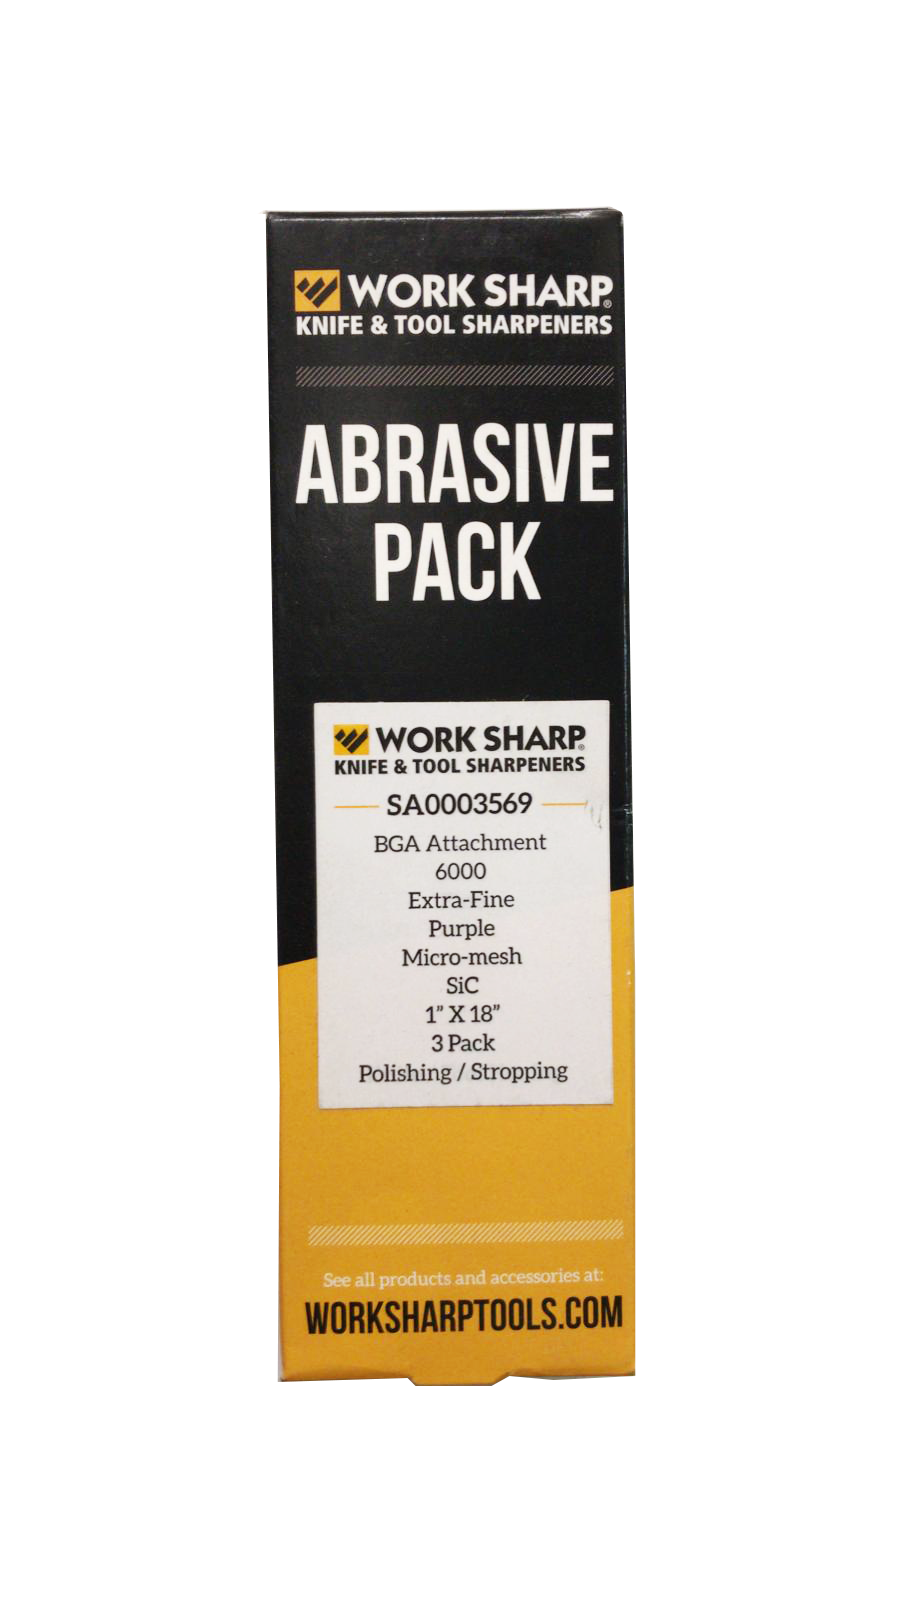 WORK SHARP®
KNIFE & TOOL SHARPENERS
ABRASIVE
PACK
WORK SHARP®
KNIFE & TOOL SHARPENERS
SA0003569
BGA Attachment
6000
Extra-Fine
Purple
Micro-mesh
SiC
1” X 18”
3 Pack
Polishing / Stropping
See all products and accessories at:
WORKSHARPTOOLS.COM